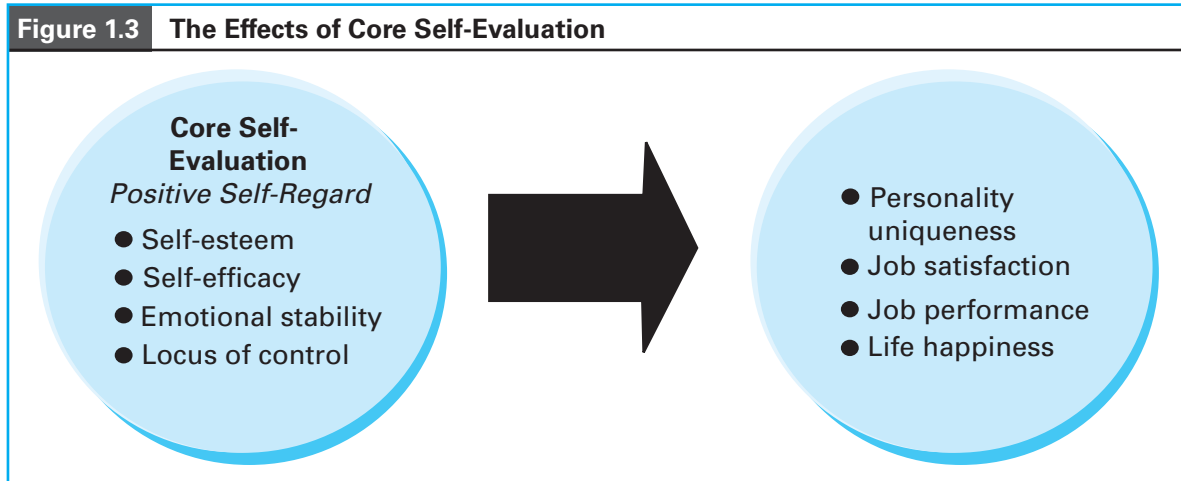 Figure 1.3 The Effects of Core Self-Evaluation
Core Self-
Evaluation
Positive Self-Regard
● Self-esteem
● Self-efficacy
● Emotional stability
● Locus of control
● Personality
uniqueness
● Job satisfaction
● Job performance
● Life happiness